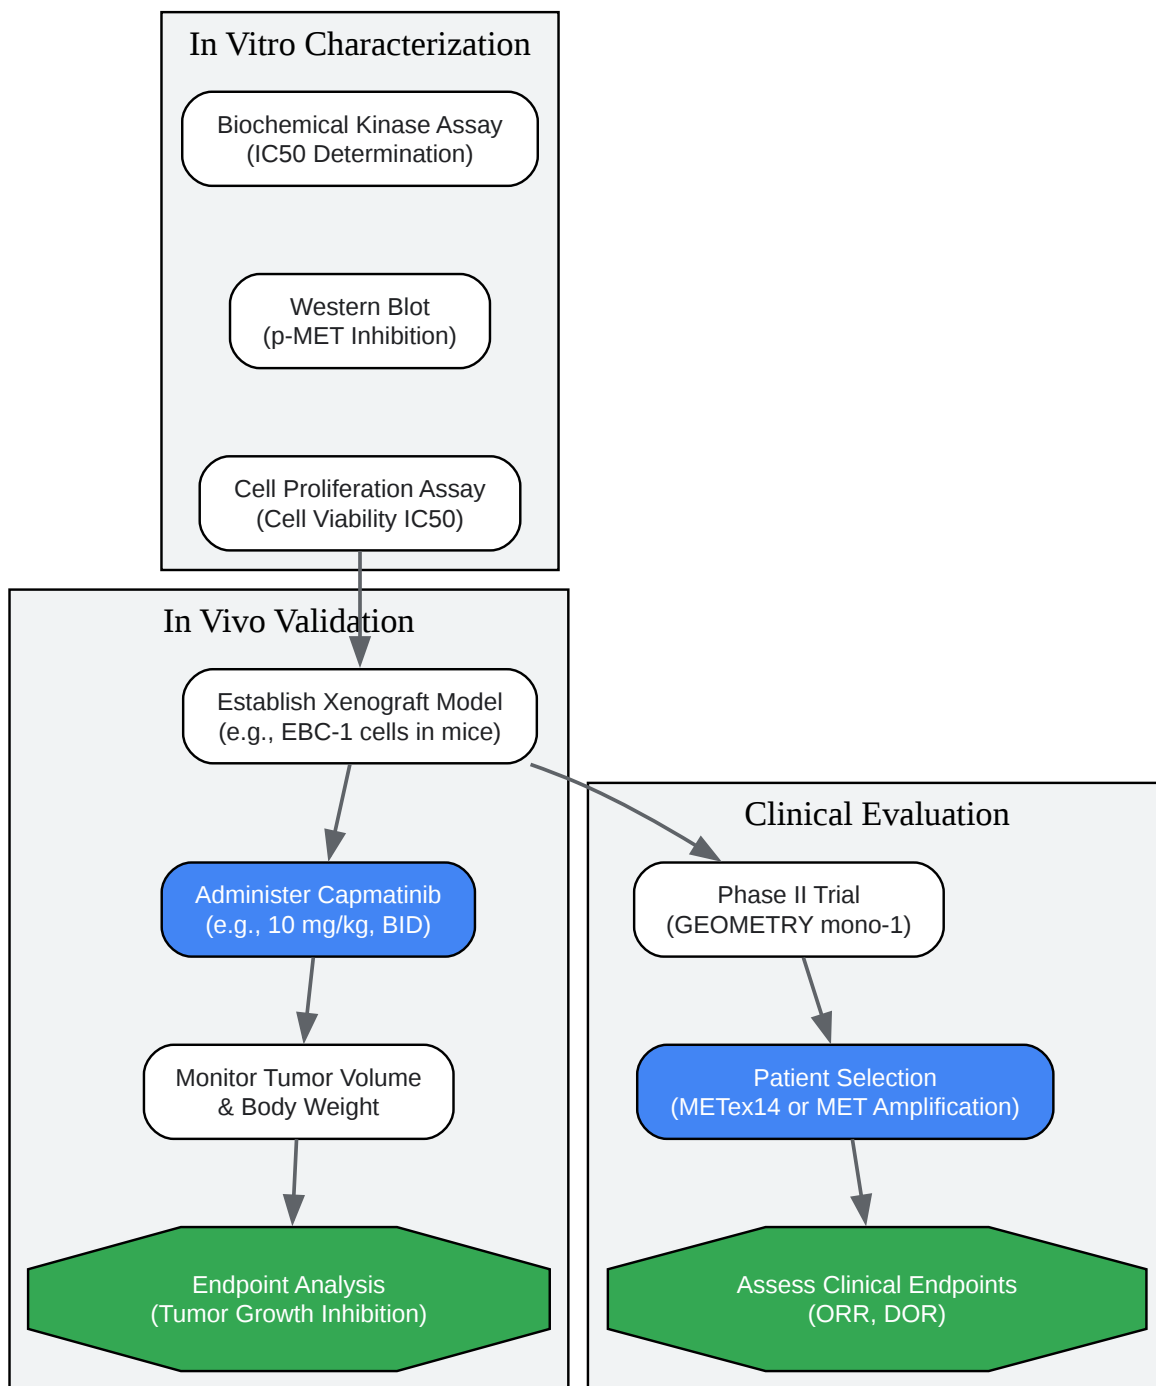 In Vitro Characterization
Biochemical Kinase Assay
(IC50 Determination)
Western Blot
(p-MET Inhibition)
Cell Proliferation Assay
(Cell Viability IC50)
In Vivo Validation
Establish Xenograft Model
(e.g., EBC-1 cells in mice)
Administer Capmatinib
(e.g., 10 mg/kg, BID)
Monitor Tumor Volume
& Body Weight
Endpoint Analysis
(Tumor Growth Inhibition)
Clinical Evaluation
Phase II Trial
(GEOMETRY mono-1)
Patient Selection
(METex14 or MET Amplification)
Assess Clinical Endpoints
(ORR, DOR)